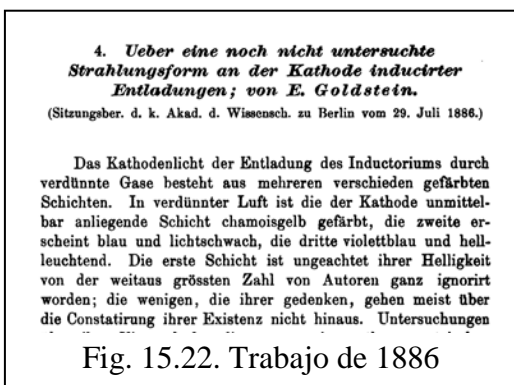 4. Ueber eine noch nicht untersuchte
Strahlungsform an der Kathode inducirter
Entladungen; von E. Goldstein.
(Sitzungsber. d. k. Akad. d. Wissensch. zu Berlin vom 29. Juli 1886.)
Das Kathodenlicht der Entladung des Inductoriums durch
verdünnte Gase besteht aus mehreren verschieden gefärbten
Schichten. In verdünnter Luft ist die der Kathode unmittel-
bar anliegende Schicht chamoisgelb gefärbt, die zweite er-
scheint blau und lichtschwach, die dritte violettblau und hell-
leuchtend. Die erste Schicht ist ungeachtet ihrer Helligkeit
von der weitaus grössten Zahl von Autoren ganz ignorirt
worden; die wenigen, die ihrer gedenken, gehen meist über
die Constatirung ihrer Existenz nicht hinaus. Untersuchungen
Fig. 15.22. Trabajo de 1886